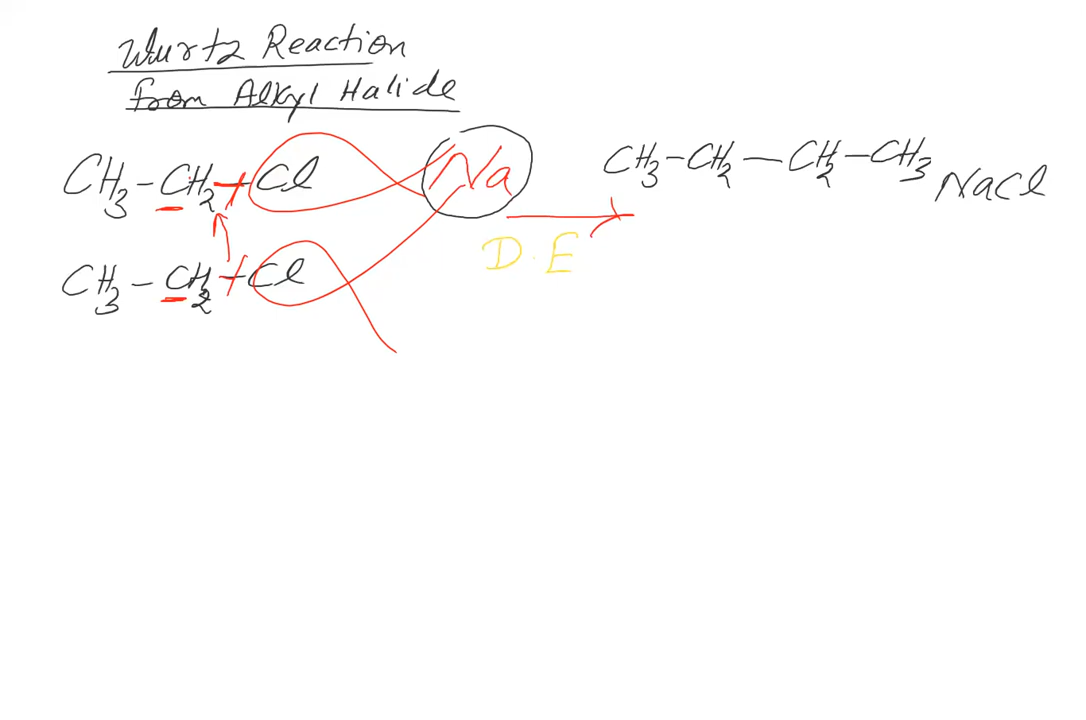 Wurtz Reaction
from Alkyl Halide
CH3-CH2+Cl Na CH3-CH2-CH2-CH3 NaCl
D.E
CH3-CH2+Cl